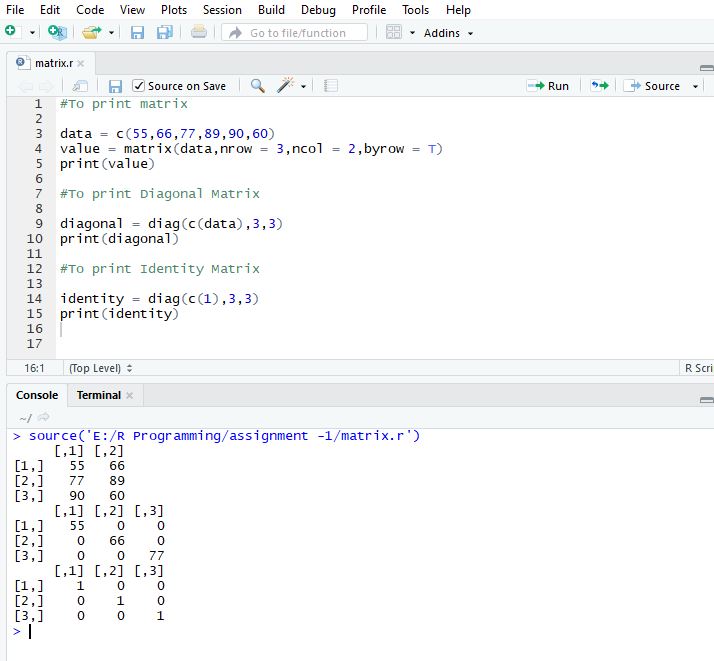 File Edit Code View Plots Session Build Debug Profile Tools Help
Go to file/function Addins
matrix.r
Source on Save Run Source
1 #To print matrix
2
3 data = c(55,66,77,89,90,60)
4 value = matrix(data,nrow = 3,ncol = 2,byrow = T)
5 print(value)
6
7 #To print Diagonal Matrix
8
9 diagonal = diag(c(data),3,3)
10 print(diagonal)
11
12 #To print Identity Matrix
13
14 identity = diag(c(1),3,3)
15 print(identity)
16
17
16:1 (Top Level) R Scri
Console Terminal
~/
> source('E:/R Programming/assignment -1/matrix.r')
     [,1] [,2]
[1,]   55   66
[2,]   77   89
[3,]   90   60
     [,1] [,2] [,3]
[1,]   55    0    0
[2,]    0   66    0
[3,]    0    0   77
     [,1] [,2] [,3]
[1,]    1    0    0
[2,]    0    1    0
[3,]    0    0    1
>